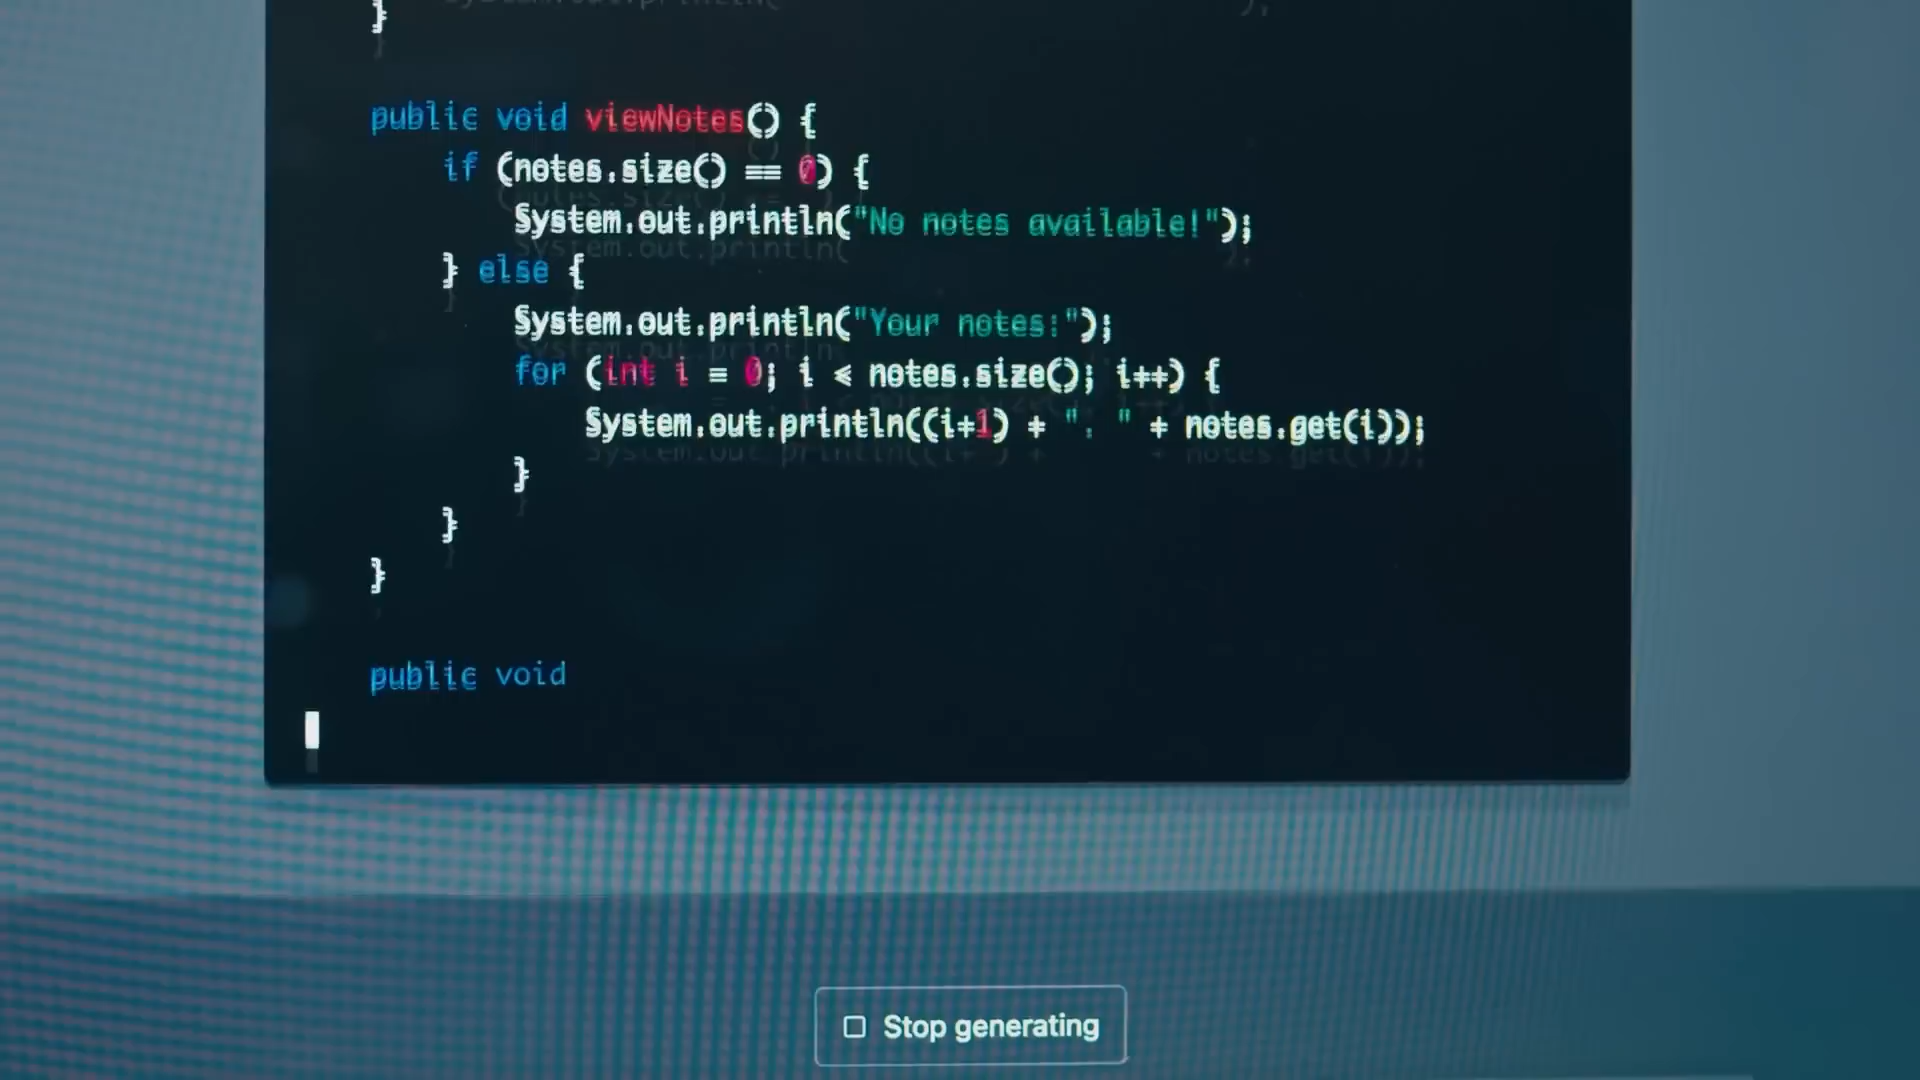 }
public void viewNotes() {
if (notes.size() == 0) {
System.out.println("No notes available!");
} else {
System.out.println("Your notes:");
for (int i = 0; i < notes.size(); i++) {
System.out.println((i+1) + ". " + notes.get(i));
}
}
}
public void
Stop generating